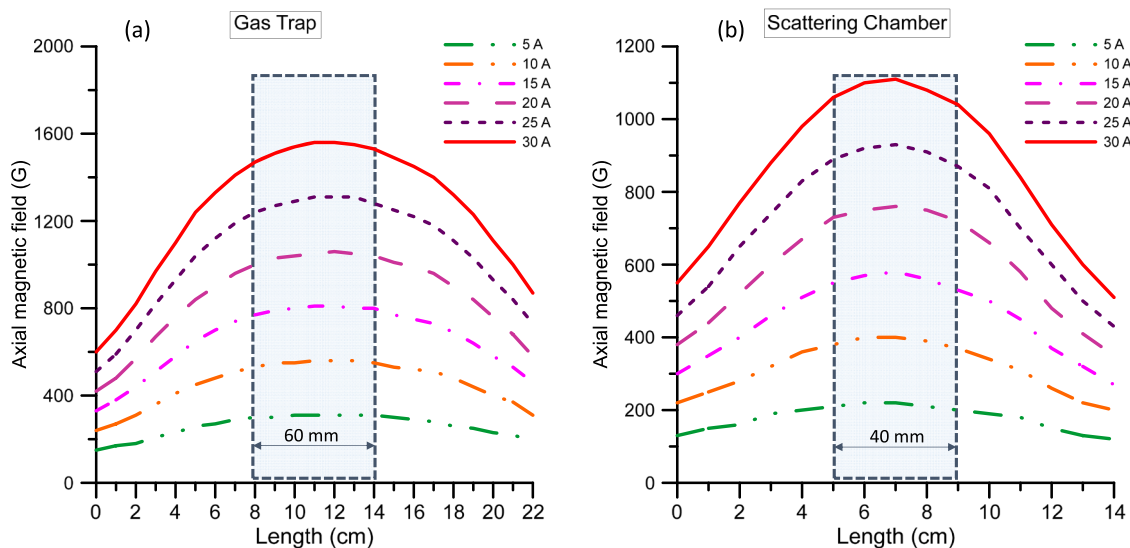 (a)
Gas Trap
5 A
10 A
15 A
20 A
25 A
30 A
Axial magnetic field (G)
2000
1600
1200
800
400
0
60 mm
0 2 4 6 8 10 12 14 16 18 20 22
Length (cm)
(b)
Scattering Chamber
5 A
10 A
15 A
20 A
25 A
30 A
Axial magnetic field (G)
1200
1000
800
600
400
200
0
40 mm
0 2 4 6 8 10 12 14
Length (cm)